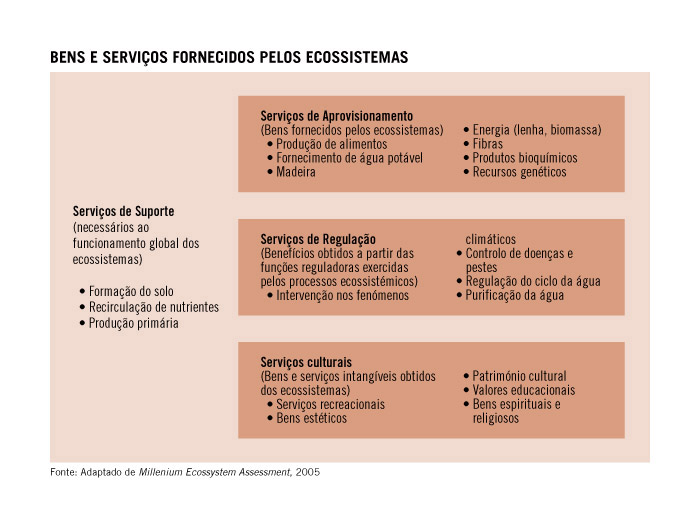 BENS E SERVIÇOS FORNECIDOS PELOS ECOSSISTEMAS
Serviços de Suporte
(necessários ao
funcionamento global dos
ecossistemas)
• Formação do solo
• Recirculação de nutrientes
• Produção primária
Serviços de Aprovisionamento
(Bens fornecidos pelos ecossistemas)
• Produção de alimentos
• Fornecimento de água potável
• Madeira
• Energia (lenha, biomassa)
• Fibras
• Produtos bioquímicos
• Recursos genéticos
Serviços de Regulação
(Benefícios obtidos a partir das
funções reguladoras exercidas
pelos processos ecossistémicos)
• Intervenção nos fenómenos
climáticos
• Controlo de doenças e
pestes
• Regulação do ciclo da água
• Purificação da água
Serviços culturais
(Bens e serviços intangíveis obtidos
dos ecossistemas)
• Serviços recreacionais
• Bens estéticos
• Património cultural
• Valores educacionais
• Bens espirituais e
religiosos
Fonte: Adaptado de Millenium Ecossystem Assessment, 2005